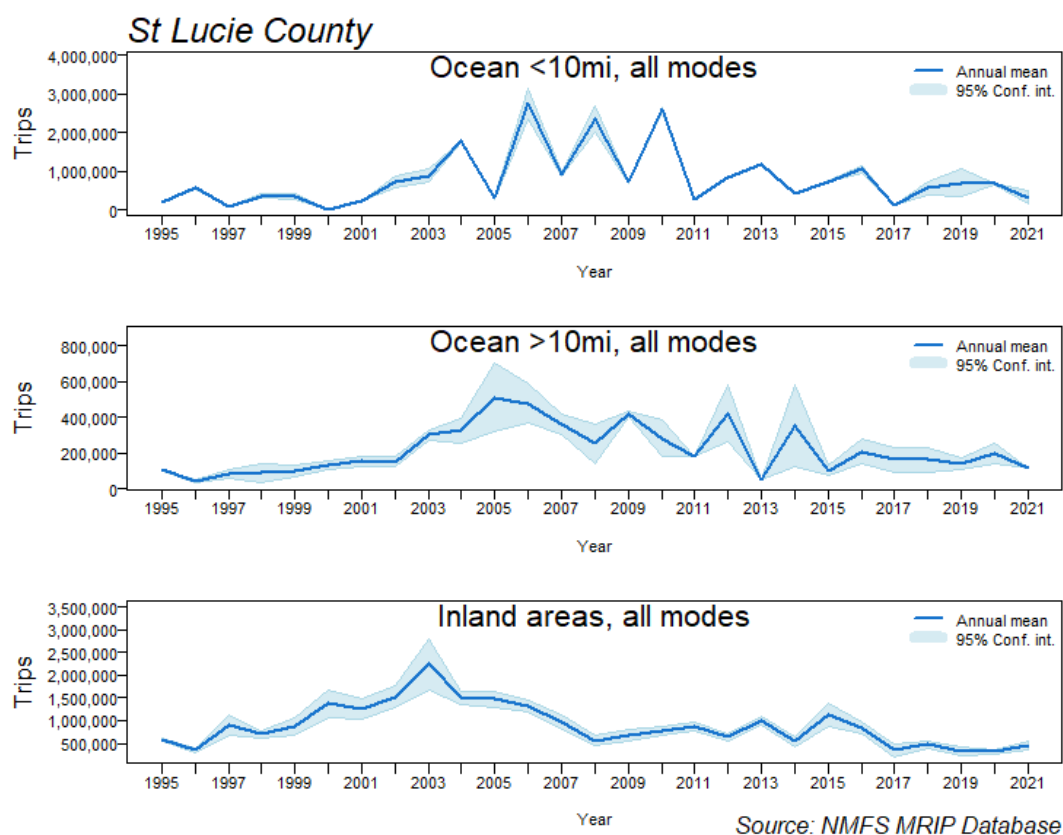 St Lucie County
Ocean <10mi, all modes
Annual mean
95% Conf. int.
Trips
4,000,000
3,000,000
2,000,000
1,000,000
0
1995 1997 1999 2001 2003 2005 2007 2009 2011 2013 2015 2017 2019 2021
Year
Ocean >10mi, all modes
Annual mean
95% Conf. int.
Trips
800,000
600,000
400,000
200,000
0
1995 1997 1999 2001 2003 2005 2007 2009 2011 2013 2015 2017 2019 2021
Year
Inland areas, all modes
Annual mean
95% Conf. int.
Trips
3,500,000
3,000,000
2,500,000
2,000,000
1,500,000
1,000,000
500,000
1995 1997 1999 2001 2003 2005 2007 2009 2011 2013 2015 2017 2019 2021
Year
Source: NMFS MRIP Database